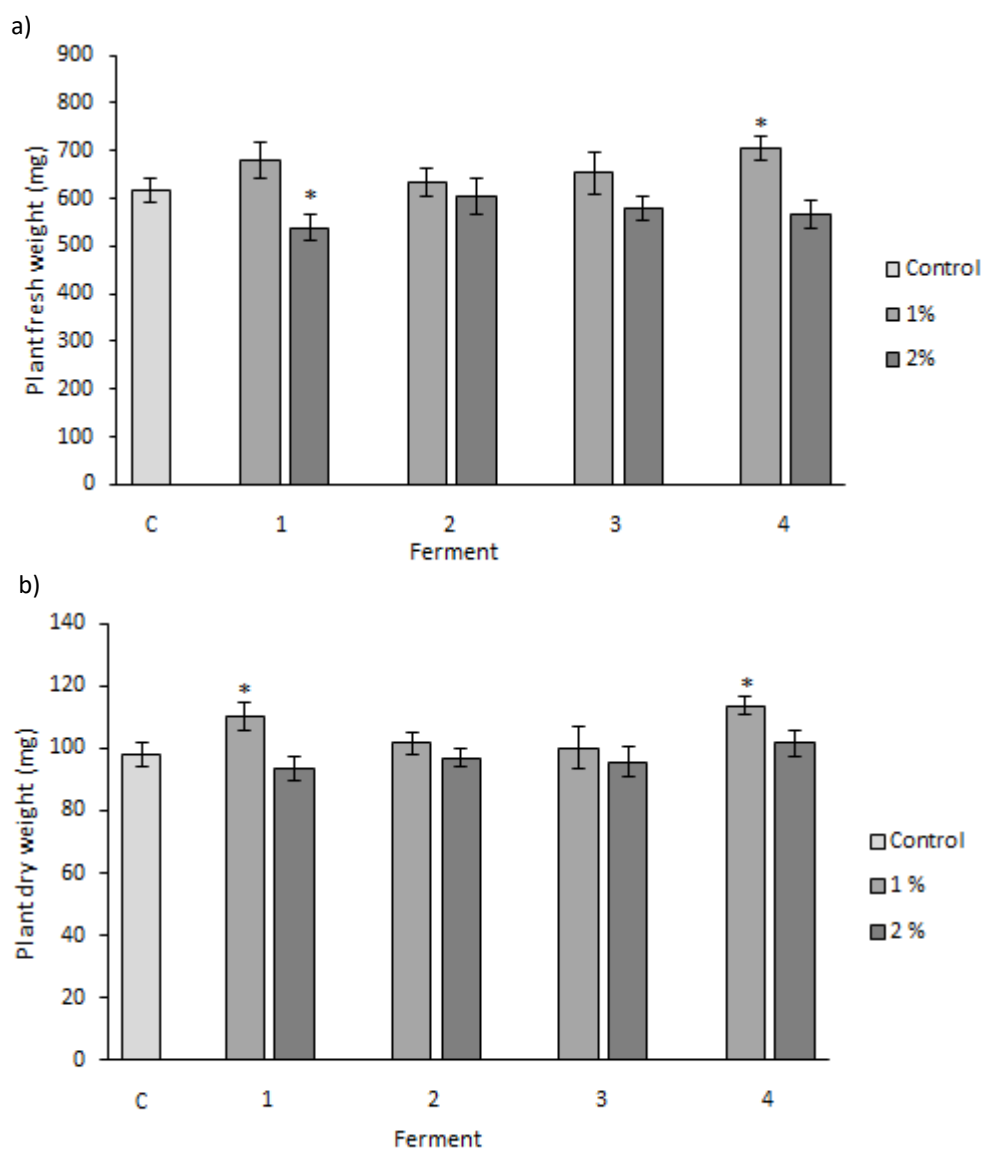 a)
900
800
700
600
500
400
300
200
100
0
Plant fresh weight (mg)
*
*
C 1 2 3 4
Ferment
Control
1%
2%
b)
140
120
100
80
60
40
20
0
Plant dry weight (mg)
*
*
C 1 2 3 4
Ferment
Control
1 %
2 %